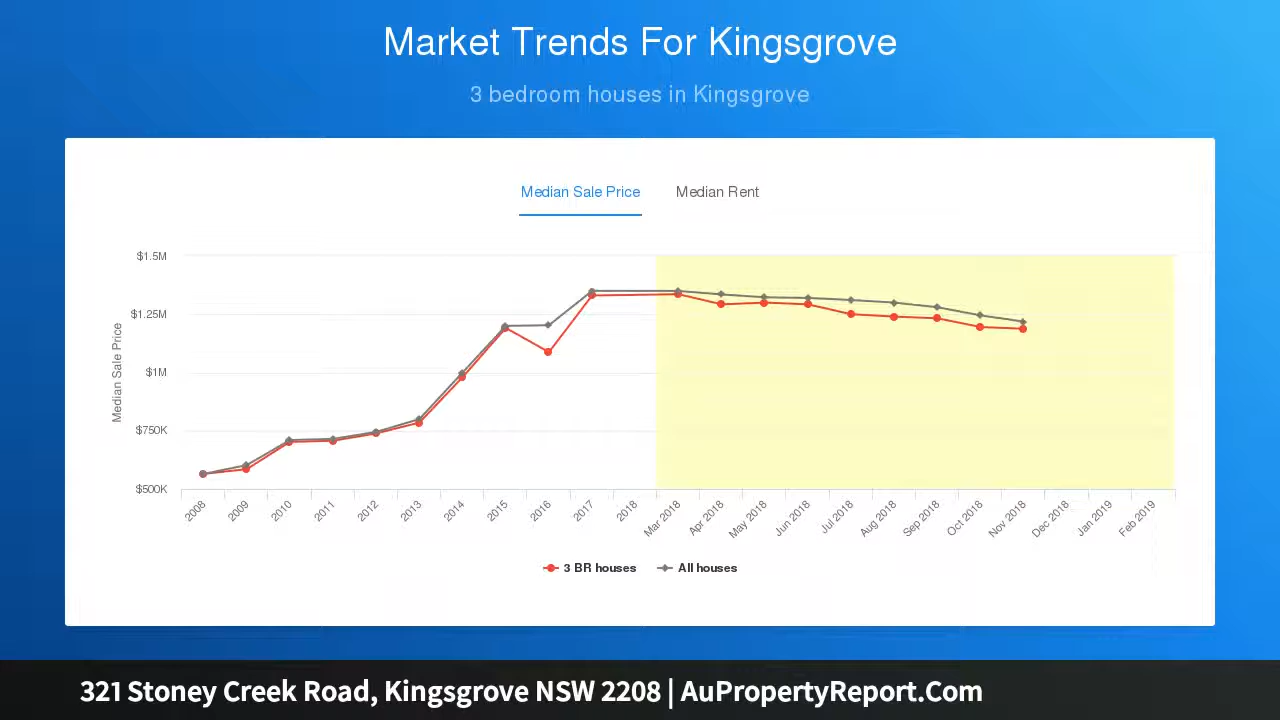 Market Trends For Kingsgrove
3 bedroom houses in Kingsgrove
Median Sale Price
Median Rent
Median Sale Price
$1.5M
$1.25M
$1M
$750K
$500K
2008
2009
2010
2011
2012
2013
2014
2015
2016
2017
2018
Mar 2018
Apr 2018
May 2018
Jun 2018
Jul 2018
Aug 2018
Sep 2018
Oct 2018
Nov 2018
Dec 2018
Jan 2019
Feb 2019
3 BR houses
All houses
321 Stoney Creek Road, Kingsgrove NSW 2208 | AuPropertyReport.Com